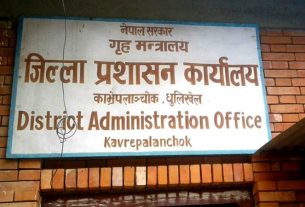 नेपाल सरकार
गृह मन्त्रालय
जिल्ला प्रशासन कार्यालय
काभ्रेपलाञ्चोक, धुलिखेल
District Administration Office
Kavrepalanchok